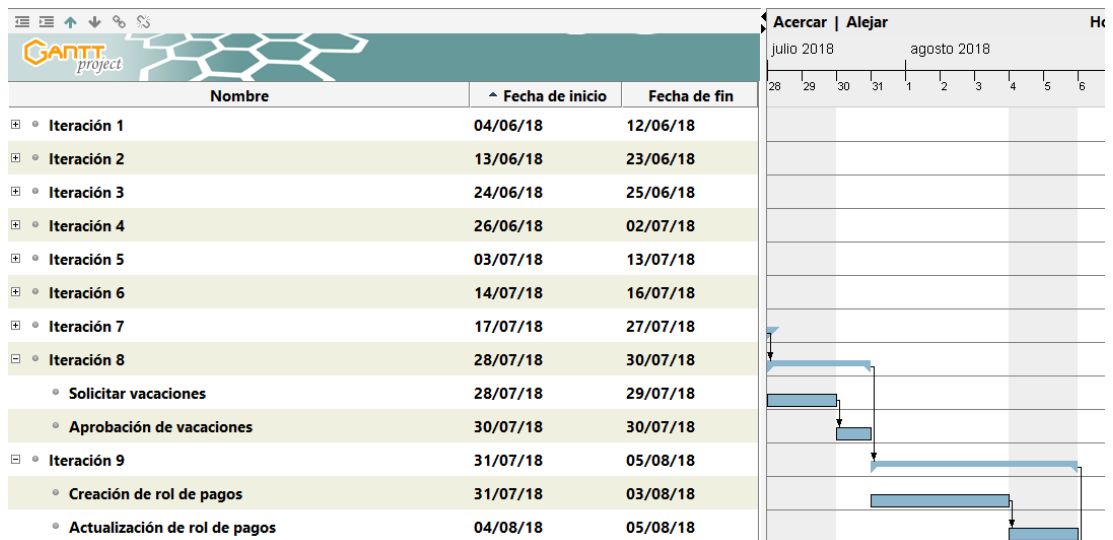 Acercar | Alejar
GANTT
project
julio 2018 agosto 2018
28 29 30 31 1 2 3 4 5 6
Nombre Fecha de inicio Fecha de fin
Iteración 1 04/06/18 12/06/18
Iteración 2 13/06/18 23/06/18
Iteración 3 24/06/18 25/06/18
Iteración 4 26/06/18 02/07/18
Iteración 5 03/07/18 13/07/18
Iteración 6 14/07/18 16/07/18
Iteración 7 17/07/18 27/07/18
Iteración 8 28/07/18 30/07/18
Solicitar vacaciones 28/07/18 29/07/18
Aprobación de vacaciones 30/07/18 30/07/18
Iteración 9 31/07/18 05/08/18
Creación de rol de pagos 31/07/18 03/08/18
Actualización de rol de pagos 04/08/18 05/08/18